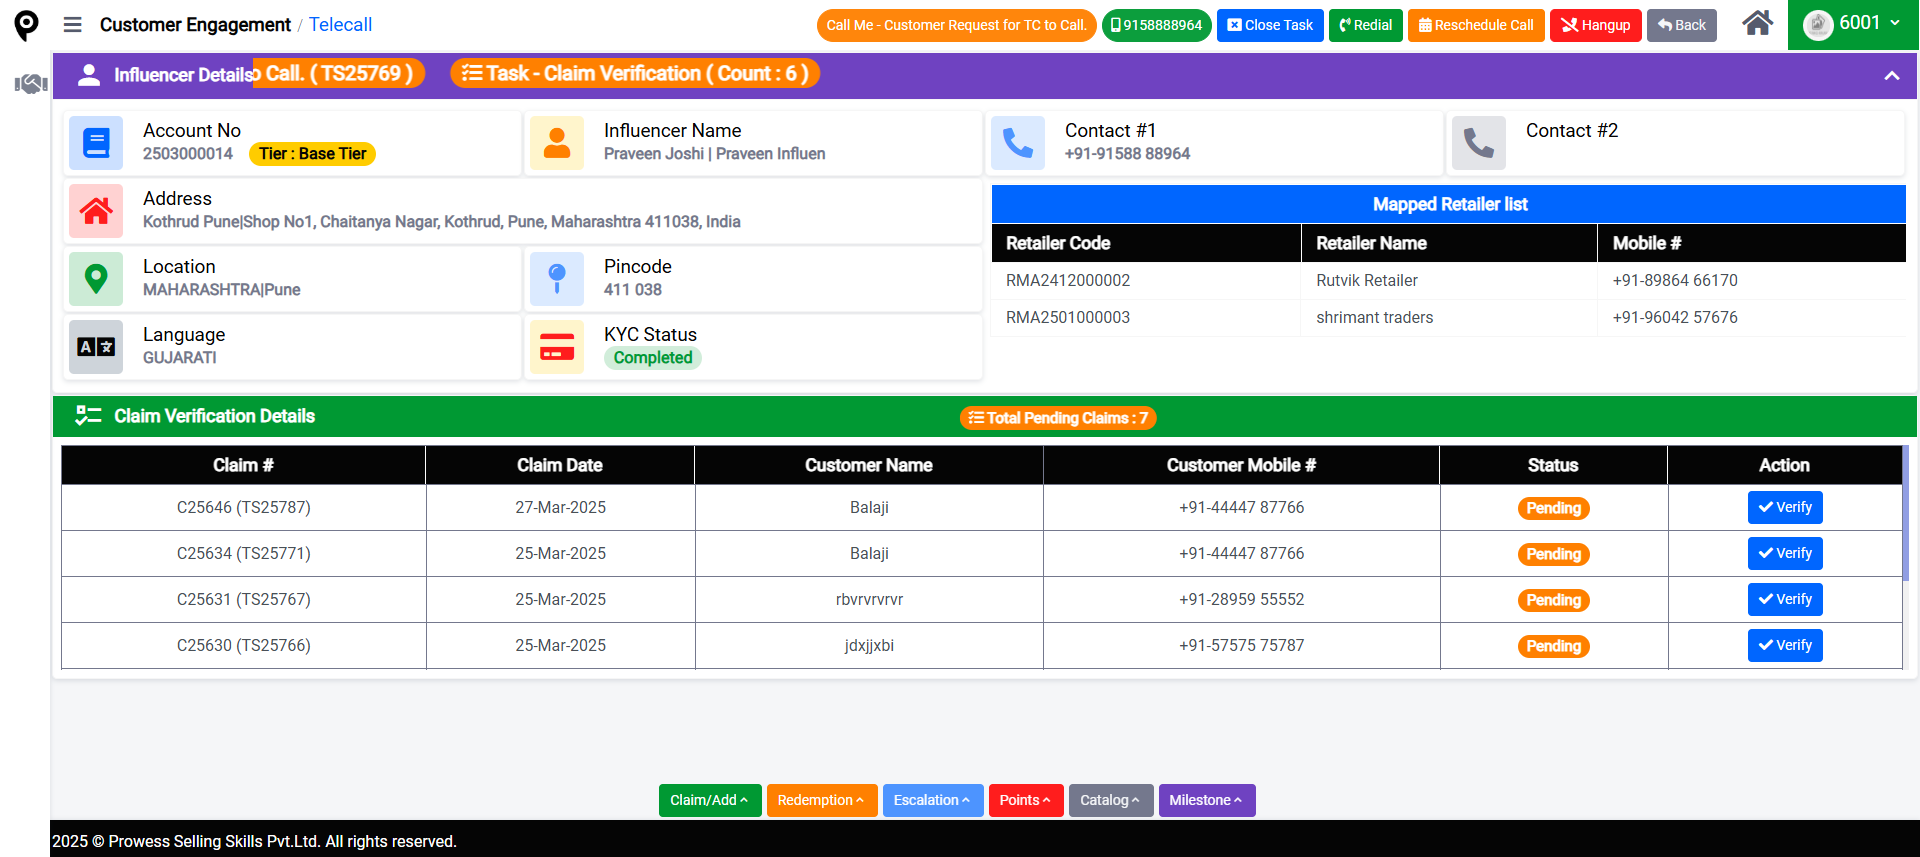 Customer Engagement / Telecall
Call Me - Customer Request for TC to Call.
9158888964
Close Task
Redial
Reschedule Call
Hangup
Back
6001
Influencer Details
o Call. ( TS25769 )
Task - Claim Verification ( Count : 6 )
Account No
2503000014
Tier : Base Tier
Influencer Name
Praveen Joshi | Praveen Influen
Contact #1
+91-91588 88964
Contact #2
Address
Kothrud Pune|Shop No1, Chaitanya Nagar, Kothrud, Pune, Maharashtra 411038, India
Location
MAHARASHTRA|Pune
Pincode
411 038
Language
GUJARATI
KYC Status
Completed
Mapped Retailer list
Retailer Code Retailer Name Mobile #
RMA2412000002 Rutvik Retailer +91-89864 66170
RMA2501000003 shrimant traders +91-96042 57676
Claim Verification Details
Total Pending Claims : 7
Claim # Claim Date Customer Name Customer Mobile # Status Action
C25646 (TS25787) 27-Mar-2025 Balaji +91-44447 87766 Pending Verify
C25634 (TS25771) 25-Mar-2025 Balaji +91-44447 87766 Pending Verify
C25631 (TS25767) 25-Mar-2025 rbvrvrvrvr +91-28959 55552 Pending Verify
C25630 (TS25766) 25-Mar-2025 jdxjjxbi +91-57575 75787 Pending Verify
Claim/Add
Redemption
Escalation
Points
Catalog
Milestone
2025 © Prowess Selling Skills Pvt.Ltd. All rights reserved.